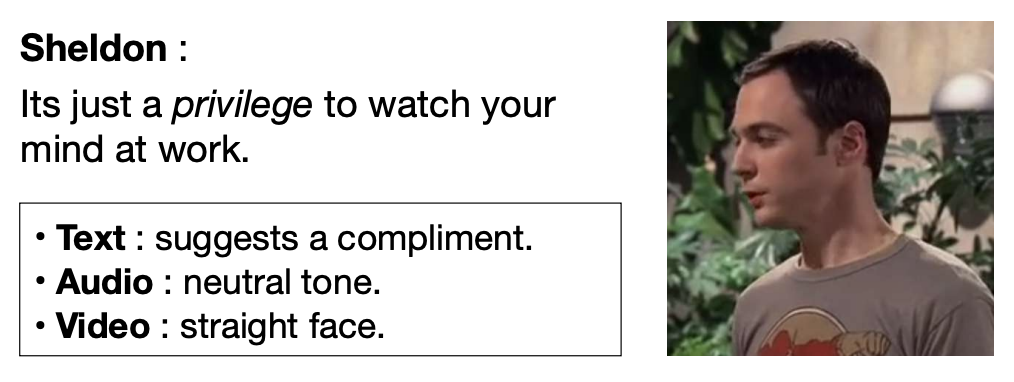 Sheldon :
Its just a privilege to watch your
mind at work.
• Text : suggests a compliment.
• Audio : neutral tone.
• Video : straight face.